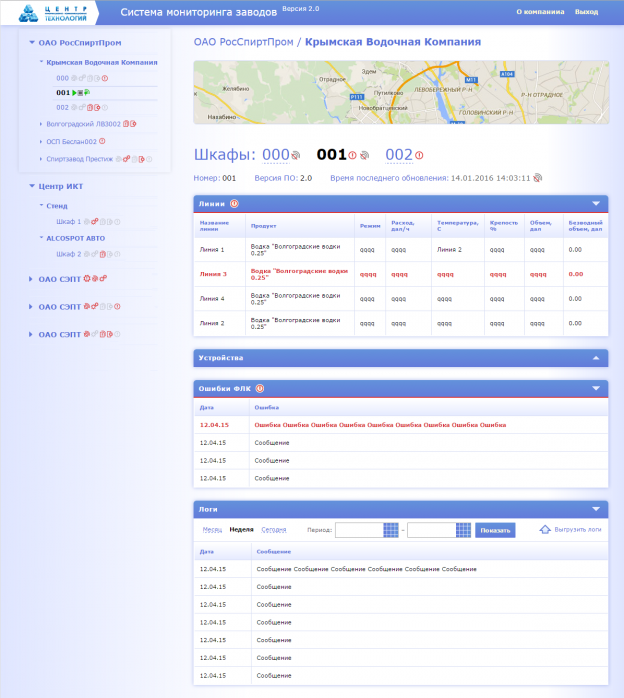 ЦЕНТР
ТЕХНОЛОГИЙ
Система мониторинга заводов Версия 2.0
О компаниина Выход
ОАО РосСпиртПром
Крымская Водочная Компания
000
001
002
Волгоградский ЛВЗ002
ОСП Беслан002
Спиртзавод Престиж
Центр ИКТ
Стенд
Шкаф 1
ALCOSPOT АВТО
Шкаф 2
ОАО СЭПТ
ОАО СЭПТ
ОАО СЭПТ
ОАО РосСпиртПром / Крымская Водочная Компания
Эдем
Отрадное
Желябино
Путилково
Новобратцевский
Нахабино
P111
M11
A104
ЛЕВОБЕРЕЖНЫЙ Р-Н
Р-Н ОТРАДНОЕ
ГОЛОВИНСКИЙ Р-Н
Шкафы: 000 001 002
Номер: 001 Версия ПО: 2.0 Время последнего обновления: 14.01.2016 14:03:11
Линии
Название линии Продукт Режим Расход, дал/ч Температура, С Крепость % Объем, дал Безводный объем, дал
Линия 1 Водка "Волгоградские водки 0.25" qqqq qqqq Линия 2 qqqq qqqq 0.00
Линия 3 Водка "Волгоградские водки 0.25" qqqq qqqq qqqq qqqq qqqq 0.00
Линия 4 Водка "Волгоградские водки 0.25" qqqq qqqq qqqq qqqq qqqq 0.00
Линия 2 Водка "Волгоградские водки 0.25" qqqq qqqq qqqq qqqq qqqq 0.00
Устройства
Ошибки ФЛК
Дата Ошибка
12.04.15 Ошибка Ошибка Ошибка Ошибка Ошибка Ошибка Ошибка Ошибка Ошибка
12.04.15 Сообщение
12.04.15 Сообщение
12.04.15 Сообщение
Логи
Месяц Неделя Сегодня Период: – Показать Выгрузить логи
Дата Сообщение
12.04.15 Сообщение Сообщение Сообщение Сообщение Сообщение Сообщение
12.04.15 Сообщение
12.04.15 Сообщение
12.04.15 Сообщение
12.04.15 Сообщение
12.04.15 Сообщение
12.04.15 Сообщение